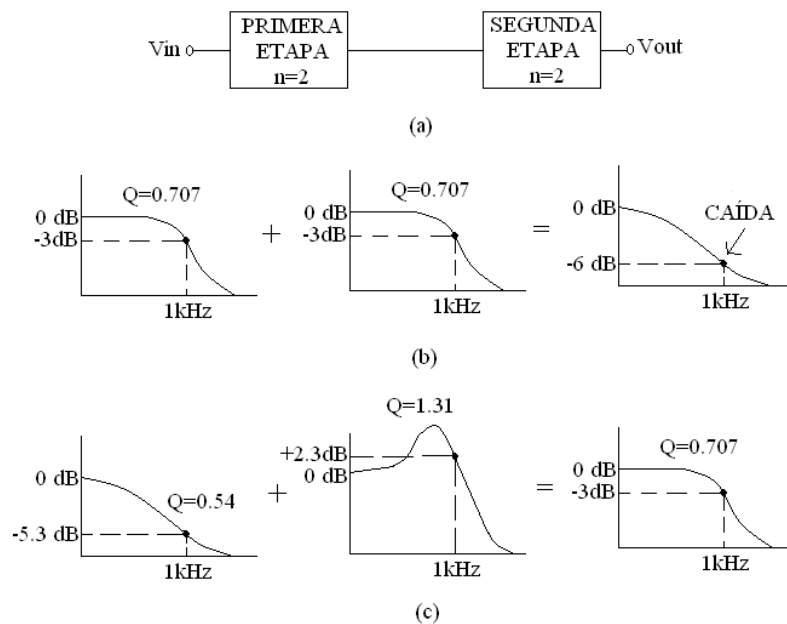 PRIMERA
ETAPA
n=2
SEGUNDA
ETAPA
n=2
Vin
Vout
(a)
Q=0.707
0 dB
-3dB
1kHz
+
Q=0.707
0 dB
-3dB
1kHz
=
0 dB
CAÍDA
-6 dB
1kHz
(b)
0 dB
Q=0.54
-5.3 dB
1kHz
+
Q=1.31
+2.3dB
0 dB
1kHz
=
Q=0.707
0 dB
-3dB
1kHz
(c)